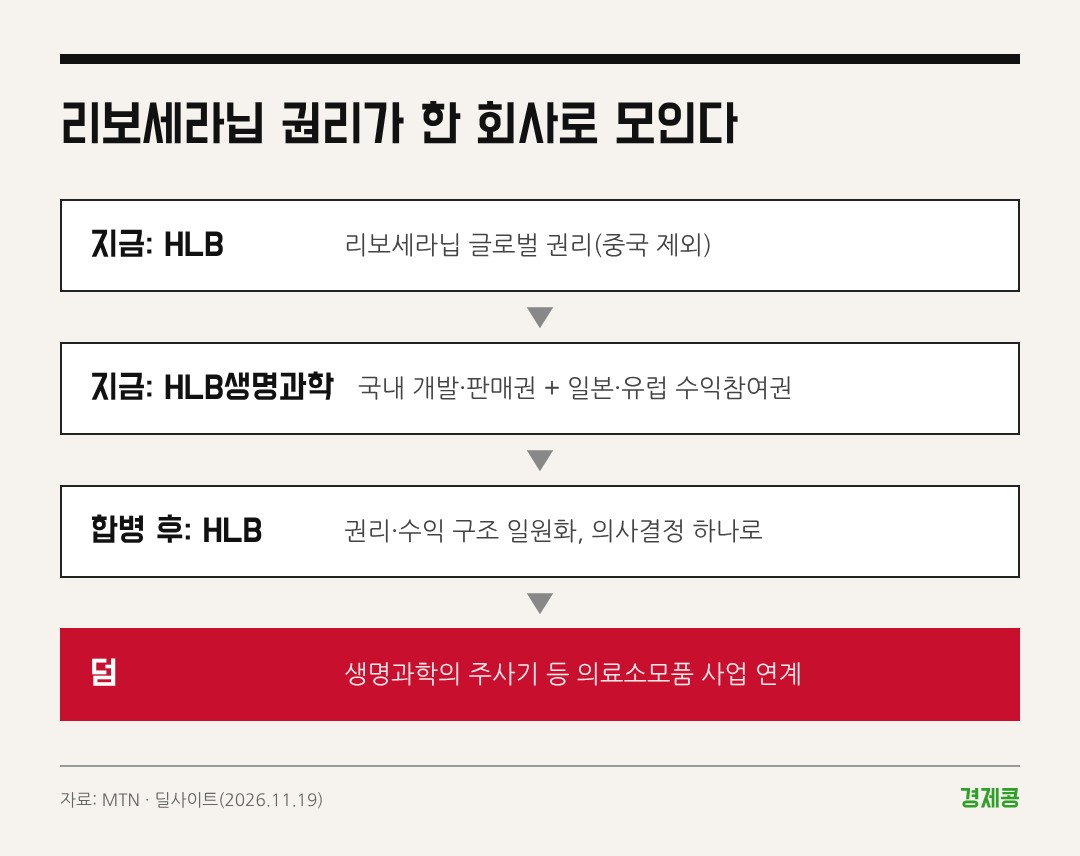 리보세라닙 권리가 한 회사로 모인다
지금: HLB 리보세라닙 글로벌 권리(중국 제외)
지금: HLB생명과학 국내 개발·판매권 + 일본·유럽 수익참여권
합병 후: HLB 권리·수익 구조 일원화, 의사결정 하나로
덤 생명과학의 주사기 등 의료소모품 사업 연계
자료: MTN · 딜사이트(2026.11.19)
경제콩